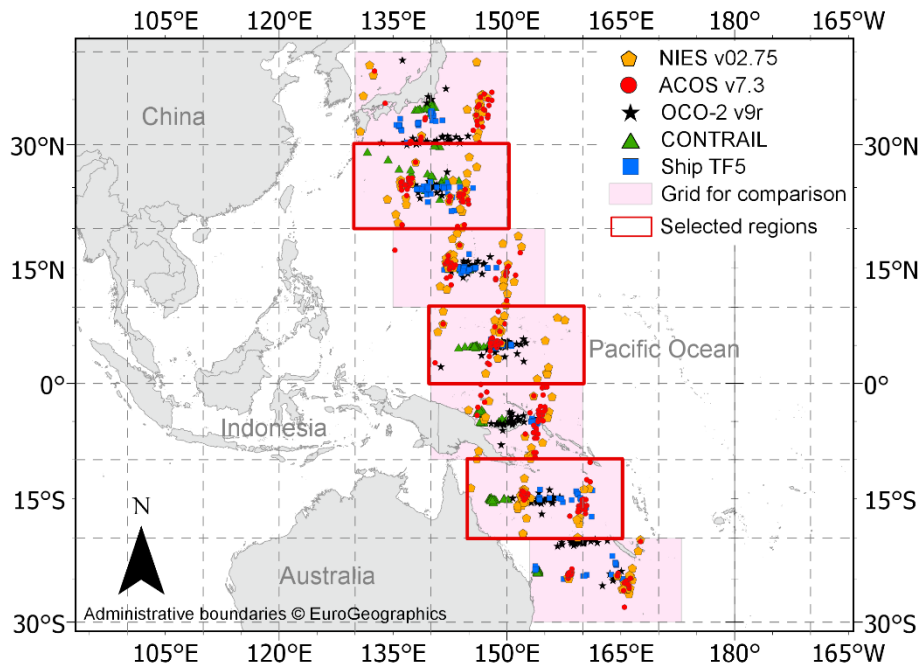 105°E 120°E 135°E 150°E 165°E 180° 165°W
NIES v02.75
ACOS v7.3
OCO-2 v9r
CONTRAIL
Ship TF5
Grid for comparison
Selected regions
China
30°N 30°N
15°N 15°N
Pacific Ocean
0° 0°
Indonesia
15°S 15°S
N
Australia
Administrative boundaries © EuroGeographics
30°S 30°S
105°E 120°E 135°E 150°E 165°E 180° 165°W